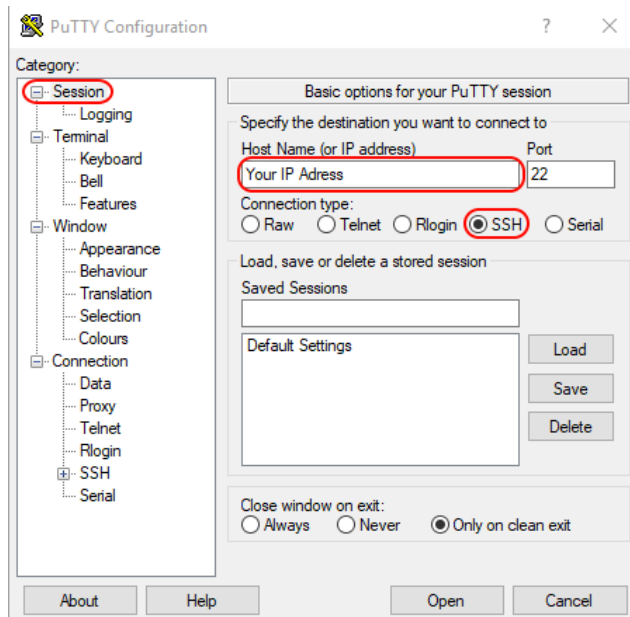 PuTTY Configuration
?
Category:
Session
Logging
Terminal
Keyboard
Bell
Features
Window
Appearance
Behaviour
Translation
Selection
Colours
Connection
Data
Proxy
Telnet
Rlogin
SSH
Serial
Basic options for your PuTTY session
Specify the destination you want to connect to
Host Name (or IP address) Port
Your IP Adress 22
Connection type:
Raw Telnet Rlogin SSH Serial
Load, save or delete a stored session
Saved Sessions
Default Settings
Load
Save
Delete
Close window on exit:
Always Never Only on clean exit
About Help Open Cancel